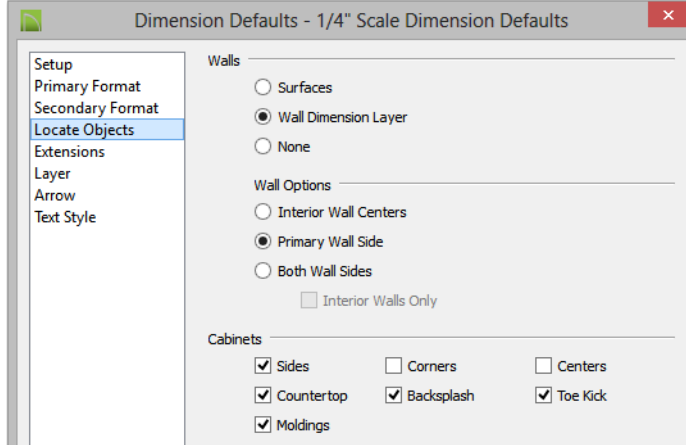 Dimension Defaults - 1/4" Scale Dimension Defaults
Setup
Primary Format
Secondary Format
Locate Objects
Extensions
Layer
Arrow
Text Style
Walls
Surfaces
Wall Dimension Layer
None
Wall Options
Interior Wall Centers
Primary Wall Side
Both Wall Sides
Interior Walls Only
Cabinets
Sides Corners Centers
Countertop Backsplash Toe Kick
Moldings